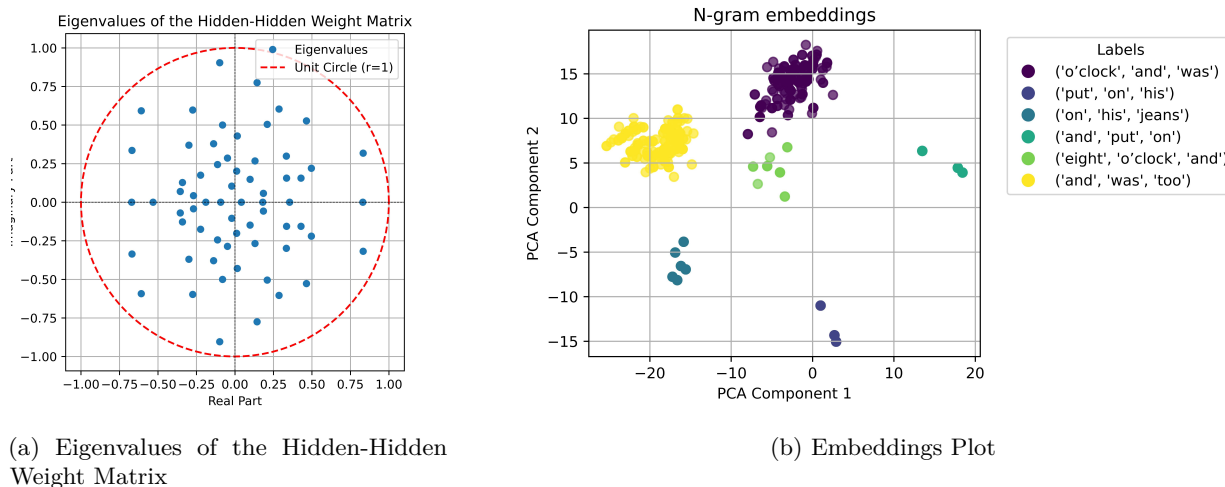 Eigenvalues of the Hidden-Hidden Weight Matrix
Eigenvalues
Unit Circle (r=1)
1.00
0.75
0.50
0.25
0.00
−0.25
−0.50
−0.75
−1.00
−1.00 −0.75 −0.50 −0.25 0.00 0.25 0.50 0.75 1.00
Real Part
N-gram embeddings
PCA Component 2
15
10
5
0
−5
−10
−15
−20 −10 0 10 20
PCA Component 1
Labels
('o’clock', 'and', 'was')
('put', 'on', 'his')
('on', 'his', 'jeans')
('and', 'put', 'on')
('eight', 'o’clock', 'and')
('and', 'was', 'too')
(a) Eigenvalues of the Hidden-Hidden
Weight Matrix
(b) Embeddings Plot